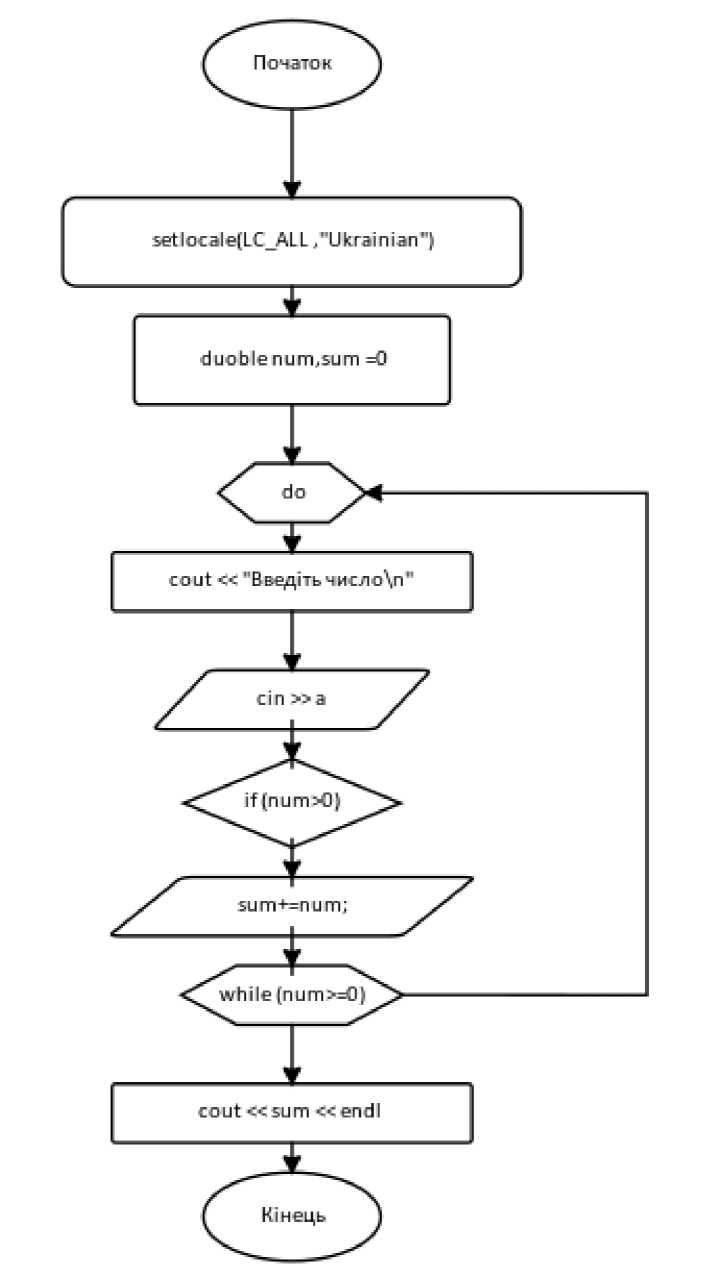 Початок
setlocale(LC_ALL ,"Ukrainian")
duoble num,sum =0
do
cout << "Введіть число\n"
cin >> a
if (num>0)
sum+=num;
while (num>=0)
cout << sum << endl
Кінець